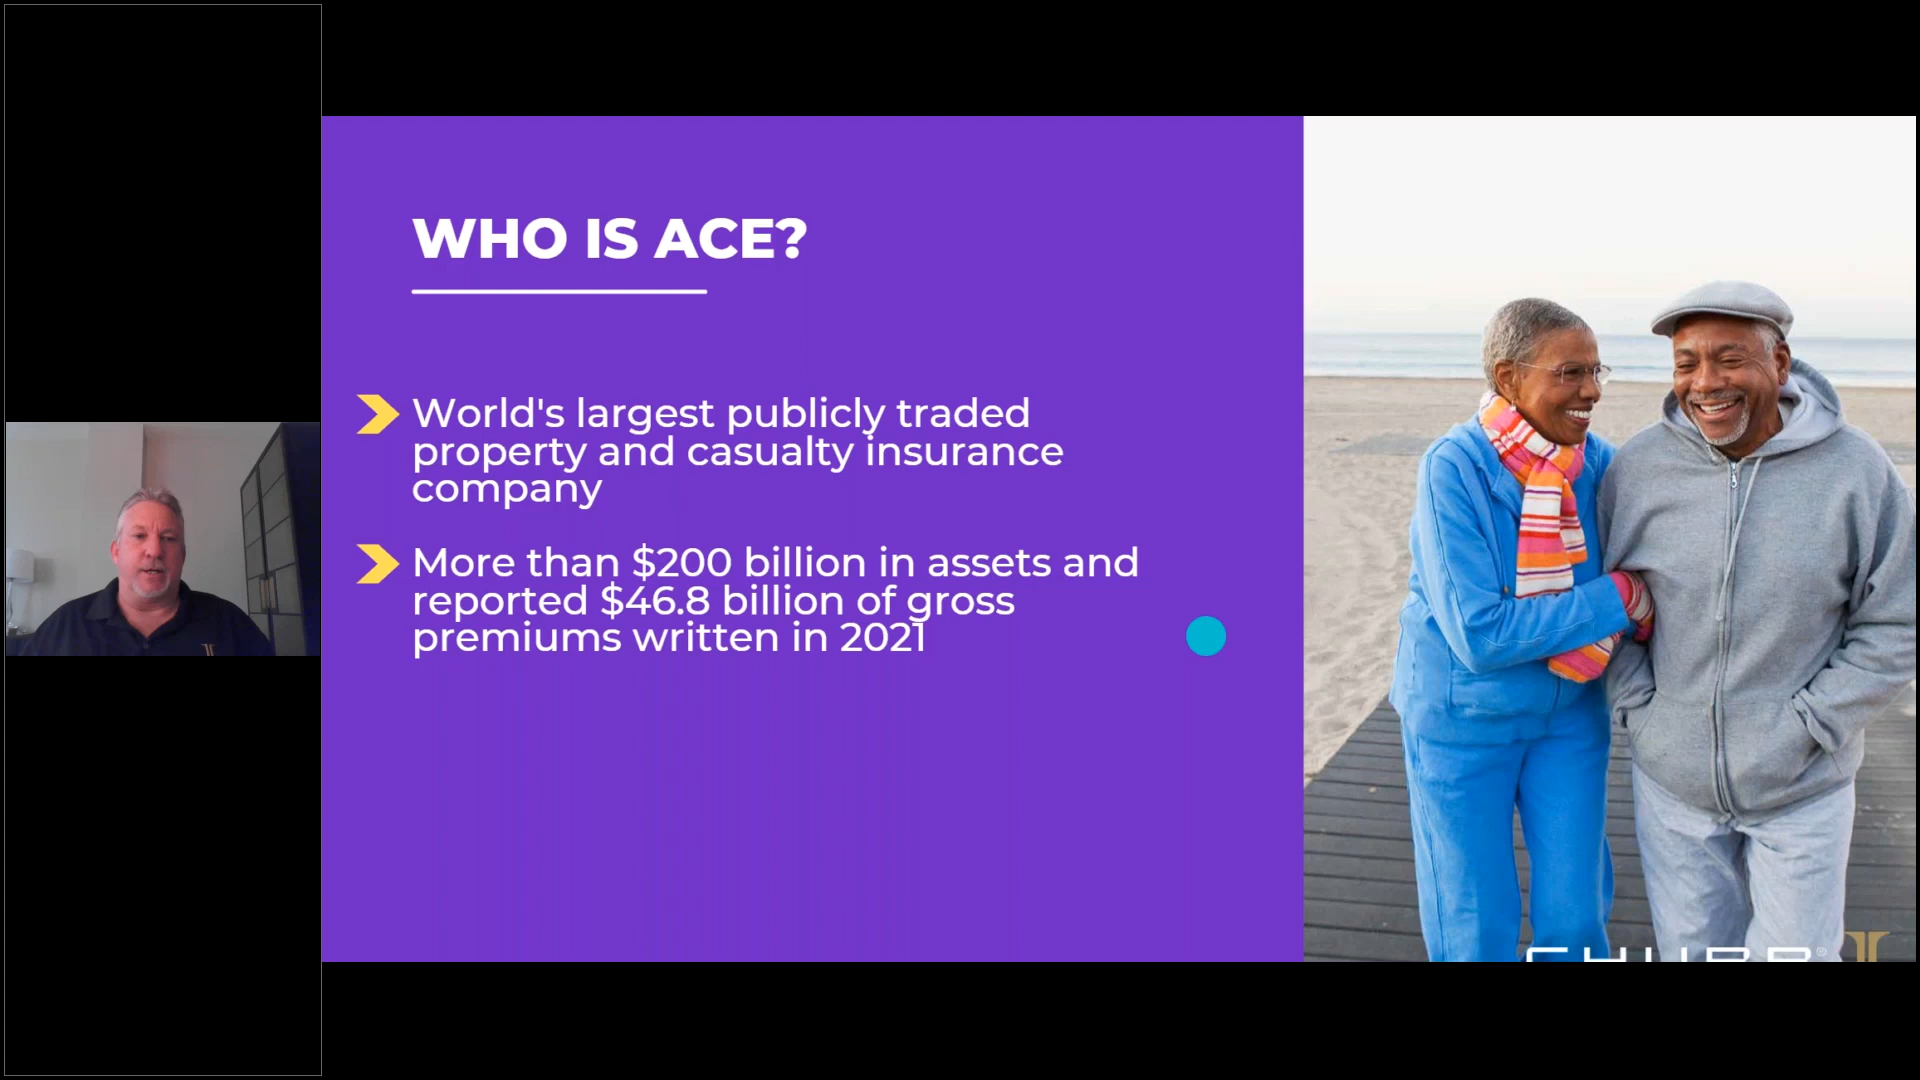 WHO IS ACE?
World's largest publicly traded
property and casualty insurance
company
More than $200 billion in assets and
reported $46.8 billion of gross
premiums written in 2021
CHUBB®